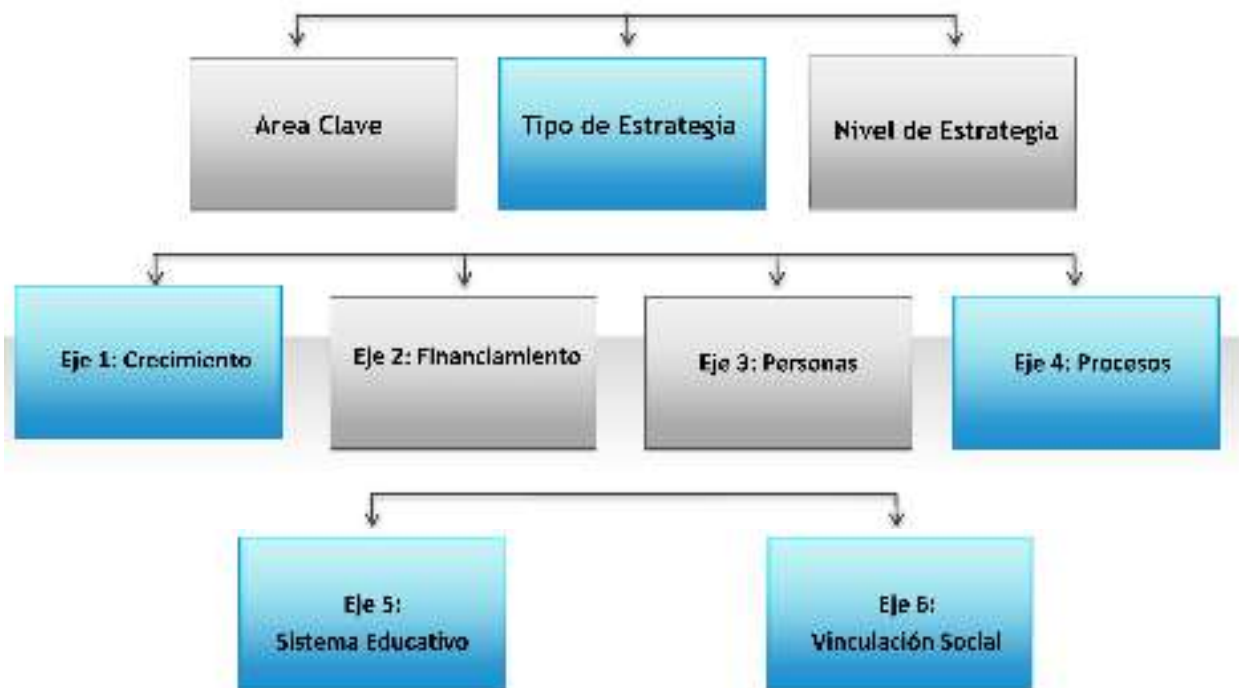 Area Clave
Tipo de Estrategia
Nivel de Estrategia
Eje 1: Crecimiento
Eje 2: Financiamiento
Eje 3: Personas
Eje 4: Procesos
Eje 5:
Sistema Educativo
Eje 6:
Vinculación Social